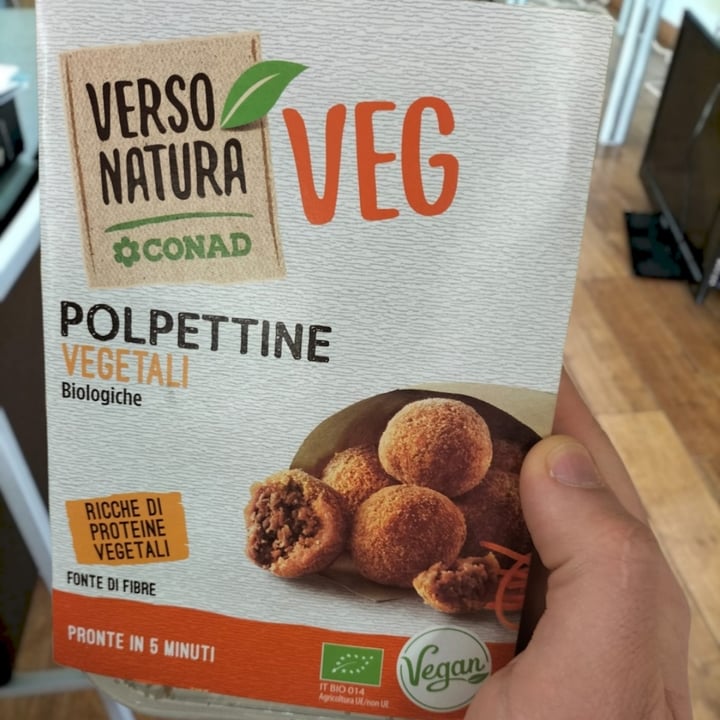 VERSO
NATURA
CONAD
VEG
POLPETTINE
VEGETALI
Biologiche
RICCHE DI
PROTEINE
VEGETALI
FONTE DI FIBRE
PRONTE IN 5 MINUTI
IT BIO 014
Agricoltura UE/non UE
Vegan